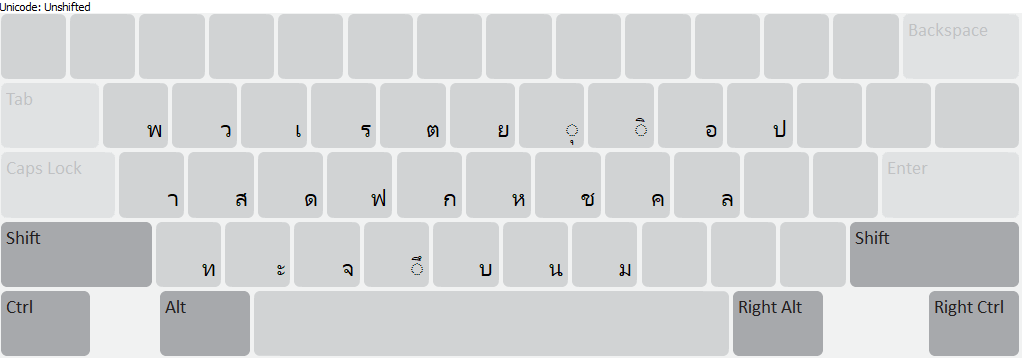 Unicode: Unshifted
Backspace
Tab พ ว เ ร ต ย ุ ิ อ ป
Caps Lock า ส ด ฟ ก ห ช ค ล Enter
Shift ท ะ จ ึ บ น ม Shift
Ctrl Alt Right Alt Right Ctrl